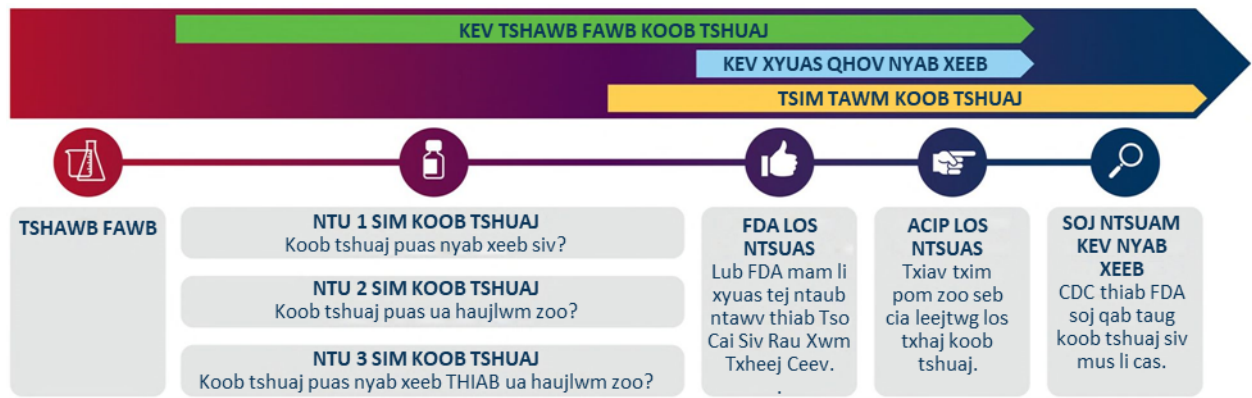 KEV TSHAWB FAWB KOOB TSHUAJ
KEV XYUAS QHOV NYAB XEEB
TSIM TAWM KOOB TSHUAJ
TSHAWB FAWB
NTU 1 SIM KOOB TSHUAJ
Koob tshuaj puas nyab xeeb siv?
NTU 2 SIM KOOB TSHUAJ
Koob tshuaj puas ua haujlwm zoo?
NTU 3 SIM KOOB TSHUAJ
Koob tshuaj puas nyab xeeb THIAB ua haujlwm zoo?
FDA LOS
NTSUAS
Lub FDA mam li
xyuas tej ntaub
ntawv thiab Tso
Cai Siv Rau Xwm
Txheej Ceev.
.
ACIP LOS
NTSUAS
Txiav txim
pom zoo seb
cia leejtwg los
txhaj koob
tshuaj.
SOJ NTSUAM
KEV NYAB
XEEB
CDC thiab FDA
soj qab taug
koob tshuaj siv
mus li cas.